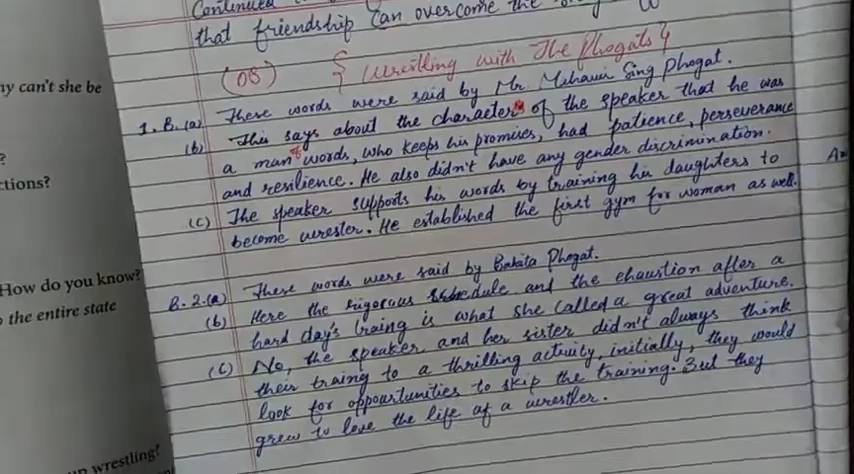 Continued
that friendship can overcome the
(08) { Wrestling with The Phogats }
1. B. (a) These words were said by Mr. Mahavir Sing Phogat.
(b) This says about the character of the speaker that he was
a man of words, who keeps his promises, had patience, perseverance
and resilience. He also didn't have any gender discrimination.
(c) The speaker supports his words by training his daughters to
become wrester. He established the first gym for woman as well.
B. 2. (a) These words were said by Babita Phogat.
(b) Here the rigorous schedule and the ehaustion after a
hard day's traing is what she called a great adventure.
(c) No, the speaker and her sister didn't always think
their traing to a thrilling activity, initially, they would
look for oppourtunities to skip the training. But they
grew to love the life of a wrestler.
ny can't she be
?
ctions?
How do you know?
the entire state
wrestling?